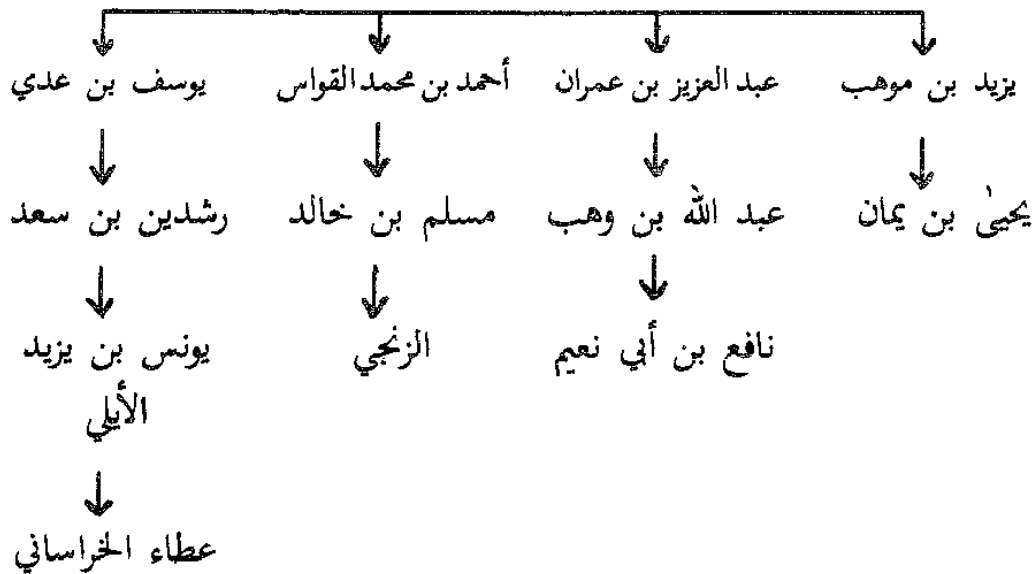 يزيد بن موهب عبد العزيز بن عمران أحمد بن محمد القواس يوسف بن عدي
يحيىٰ بن يمان عبد الله بن وهب مسلم بن خالد رشدين بن سعد
نافع بن أبي نعيم الزنجي يونس بن يزيد
الأيلي
عطاء الخراساني